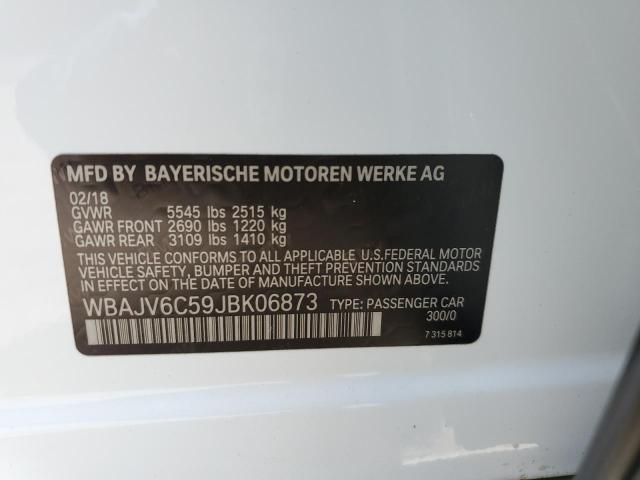 MFD BY BAYERISCHE MOTOREN WERKE AG
02/18
GVWR 5545 lbs 2515 kg
GAWR FRONT 2690 lbs 1220 kg
GAWR REAR 3109 lbs 1410 kg
THIS VEHICLE CONFORMS TO ALL APPLICABLE U.S.FEDERAL MOTOR
VEHICLE SAFETY, BUMPER AND THEFT PREVENTION STANDARDS
IN EFFECT ON THE DATE OF MANUFACTURE SHOWN ABOVE.
WBAJV6C59JBK06873 TYPE: PASSENGER CAR
300/0
7 315 814